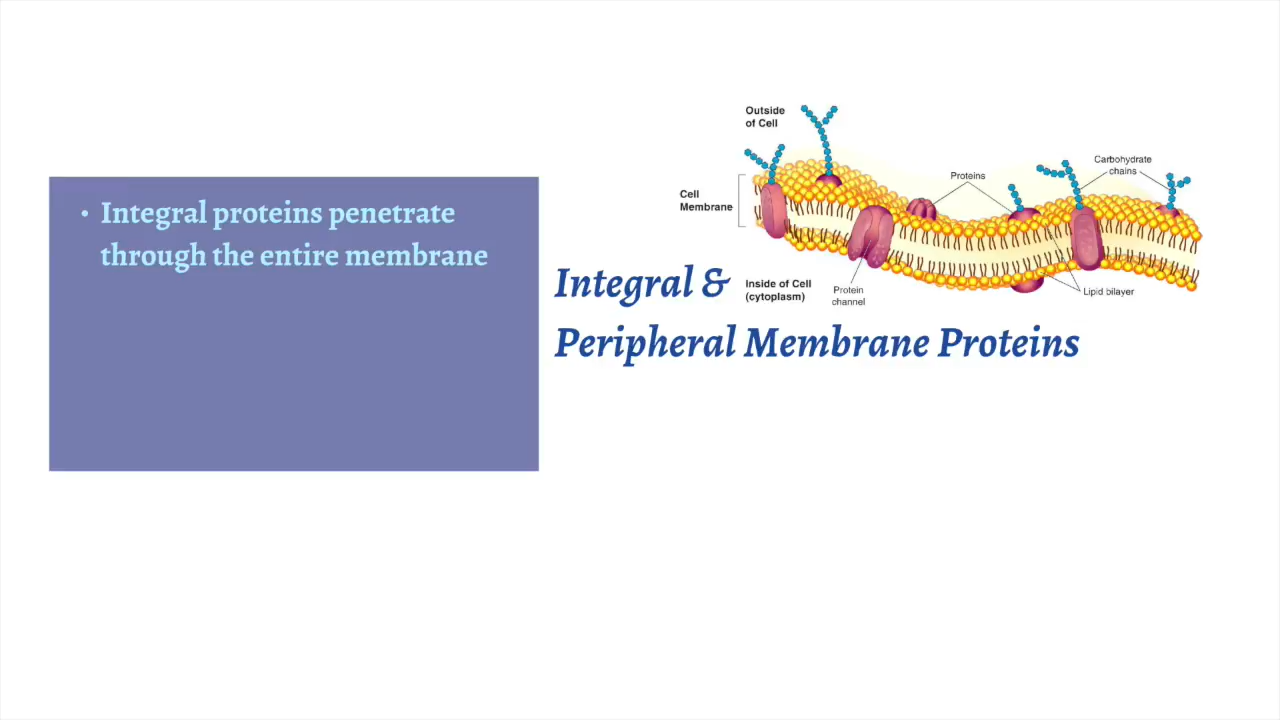 • Integral proteins penetrate
through the entire membrane
Outside
of Cell
Cell
Membrane
Proteins
Carbohydrate
chains
Inside of Cell
(cytoplasm)
Protein
channel
Lipid bilayer
Integral &
Peripheral Membrane Proteins